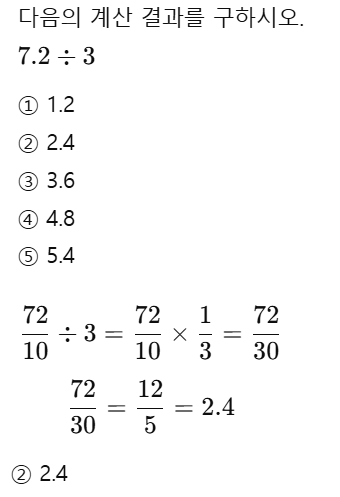 다음의 계산 결과를 구하시오.
7.2 ÷ 3
① 1.2
② 2.4
③ 3.6
④ 4.8
⑤ 5.4
72/10 ÷ 3 = 72/10 × 1/3 = 72/30
72/30 = 12/5 = 2.4
② 2.4